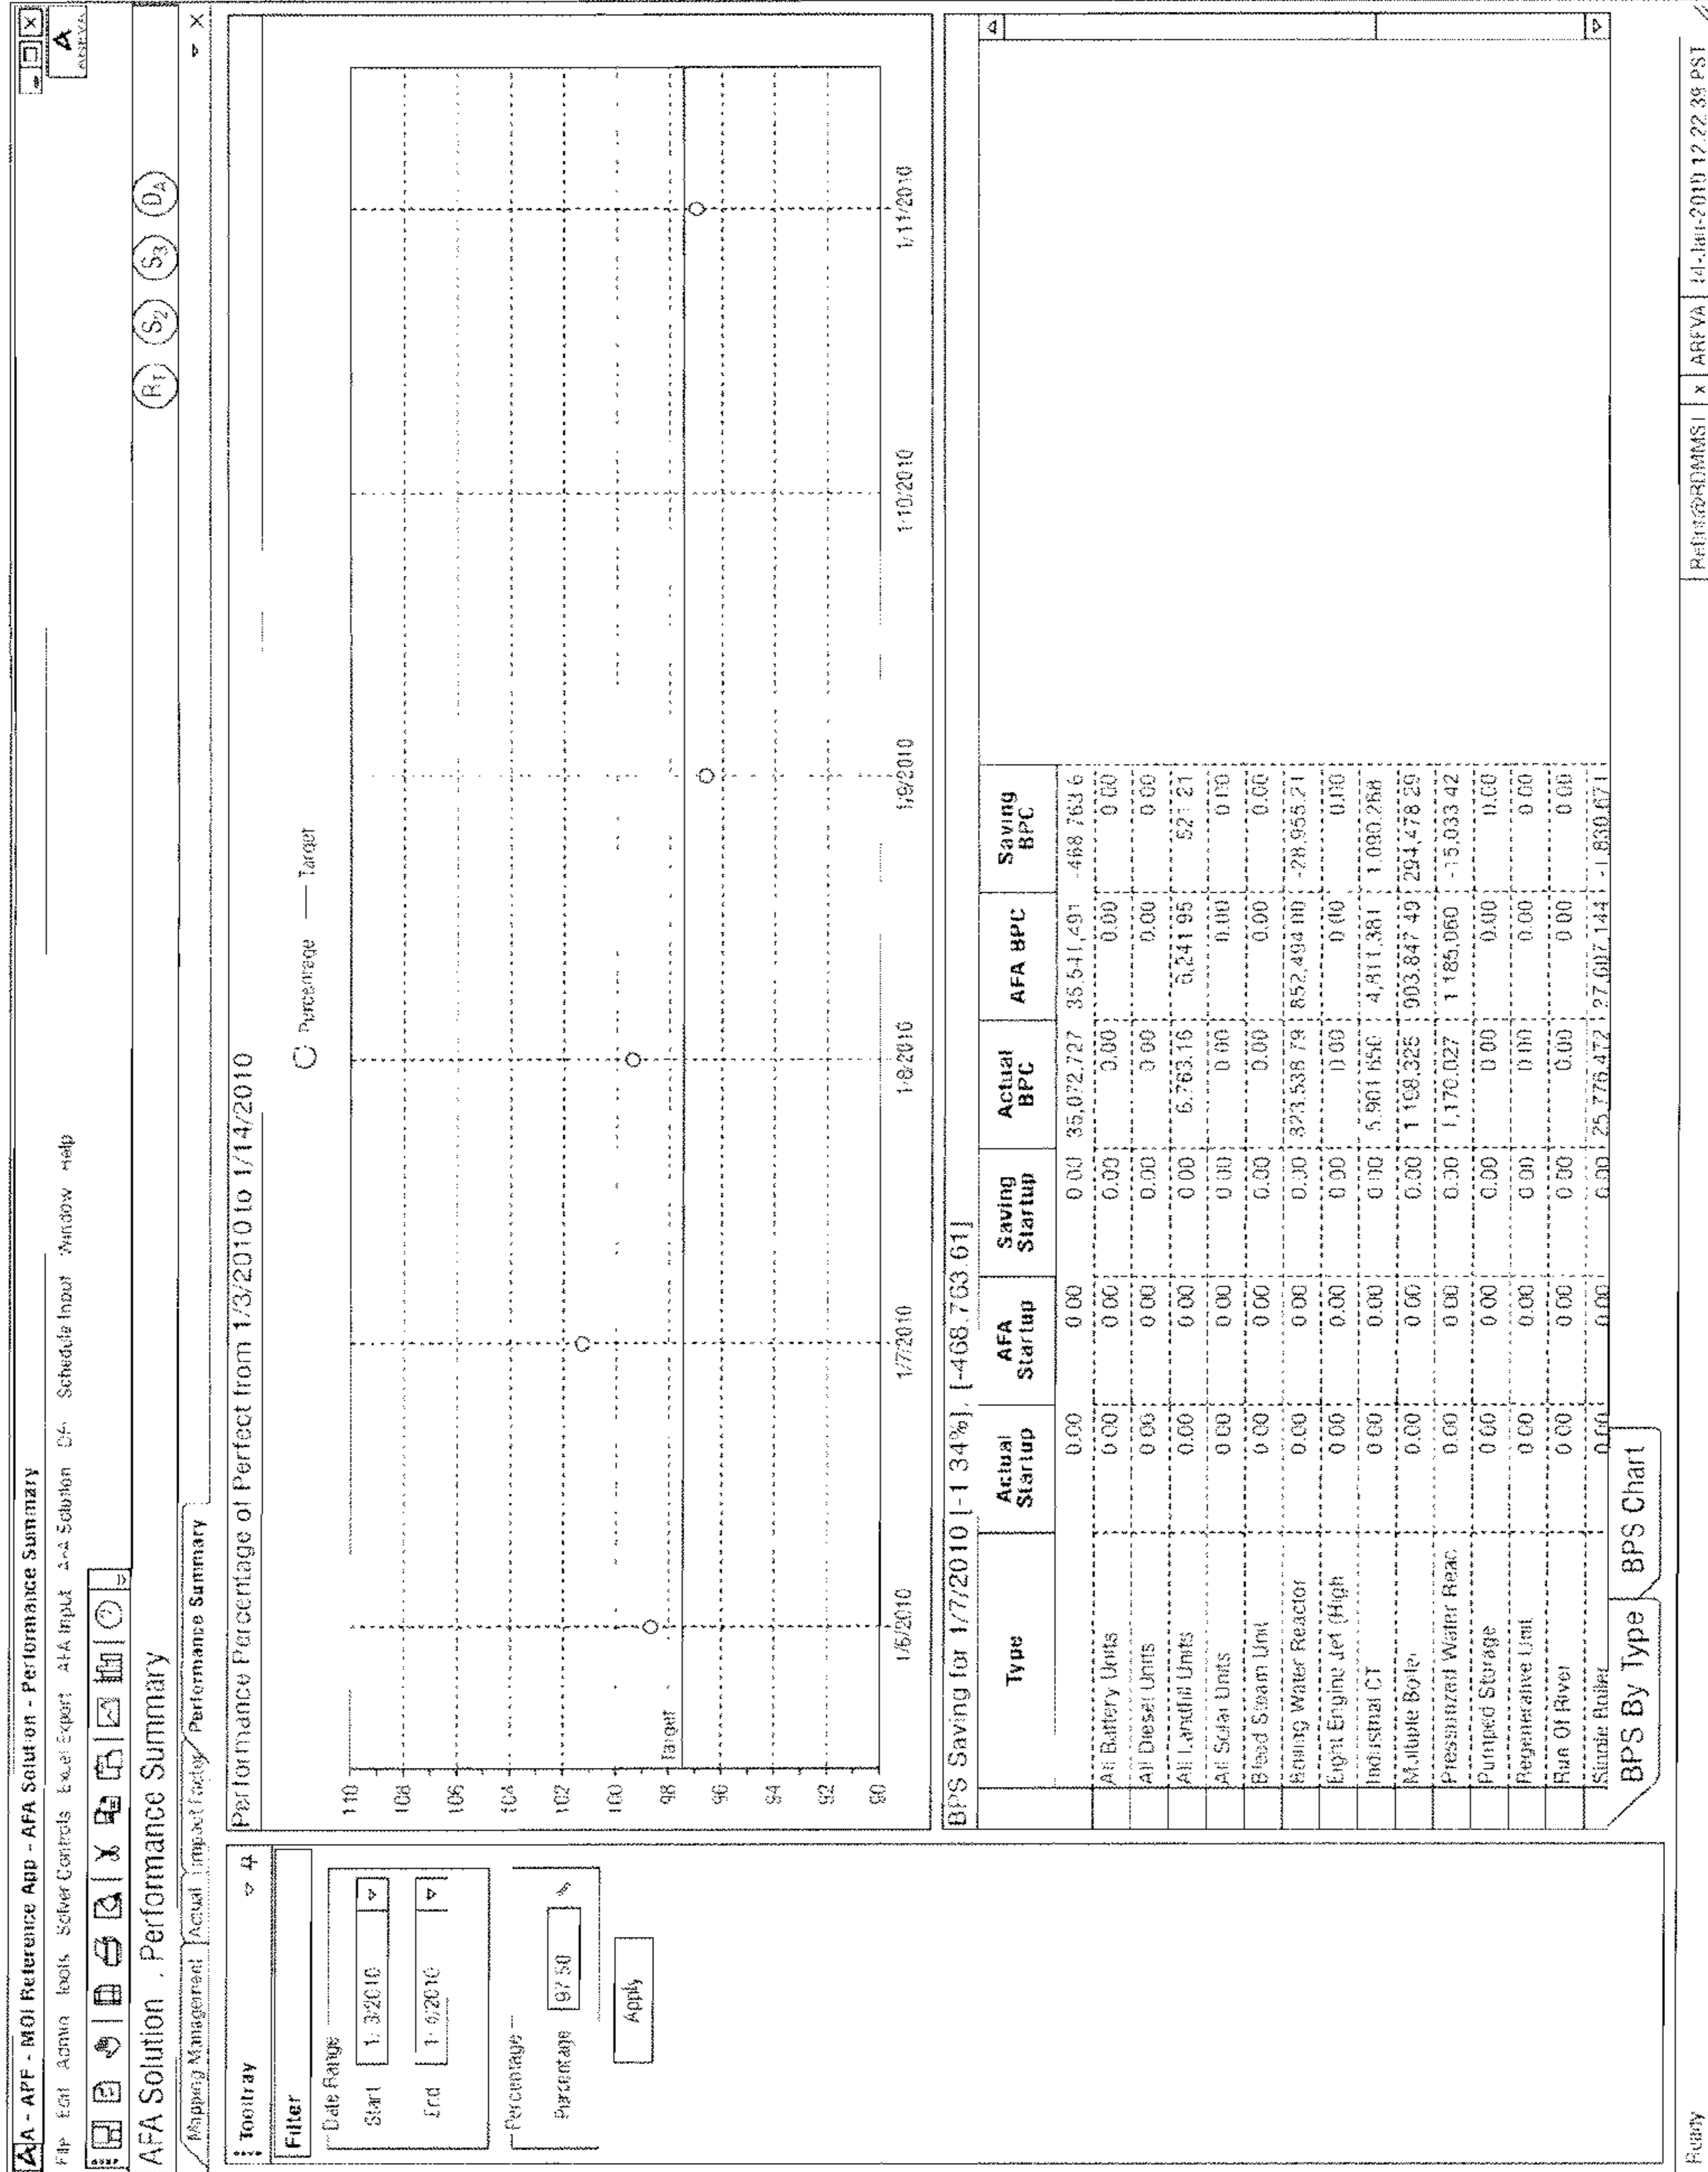 A - APF - MOI Reference App - AFA Solution - Performance Summary
File Edit Admin Tools Solver Controls Excel Export AFA Input AFA Solution Schedule Input Window Help
AREVA
AFA Solution . Performance Summary
RT S2 S3 DA
Mapping Management Actual Impact Factor Performance Summary
Tooltray
Filter
Date Range
Start
End
Percentage
Percentage 97.50 %
Apply
Performance Percentage of Perfect from 1/3/2010 to 1/14/2010
Percentage Target
110
108
106
104
102
100
98
Target
96
94
92
90
1/6/2010 1/7/2010 1/8/2010 1/9/2010 1/10/2010 1/11/2010
BPS Saving for 1/7/2010 [-1.34%], [-468,763.61]
Type Actual Startup AFA Startup Saving Startup Actual BPC AFA BPC Saving BPC
0.00 0.00 0.00 35,072,727 35,541,491 -468,763.6
All Battery Units 0.00 0.00 0.00 0.00 0.00 0.00
All Diesel Units 0.00 0.00 0.00 0.00 0.00 0.00
All Landfill Units 0.00 0.00 0.00 6,763.16 6,241.95 521.21
All Solar Units 0.00 0.00 0.00 0.00 0.00 0.00
Bleed Steam Unit 0.00 0.00 0.00 0.00 0.00 0.00
Boiling Water Reactor 0.00 0.00 0.00 823,538.79 852,494.00 -28,955.21
Eight Engine Jet (High 0.00 0.00 0.00 0.00 0.00 0.00
Industrial CT 0.00 0.00 0.00 5,901,650 4,811,381 1,090,268
Multiple Boiler 0.00 0.00 0.00 1,198,325 903,847.49 294,478.29
Pressurized Water Reac 0.00 0.00 0.00 1,170,027 1,185,060 -15,033.42
Pumped Storage 0.00 0.00 0.00 0.00 0.00 0.00
Regenerative Unit 0.00 0.00 0.00 0.00 0.00 0.00
Run Of River 0.00 0.00 0.00 0.00 0.00 0.00
0.00 0.00 0.00 25,776,472 27,607,144 -1,830,671
BPS By Type BPS Chart
Ready
x AREVA 14-Jan-2010 12:22:39 PST